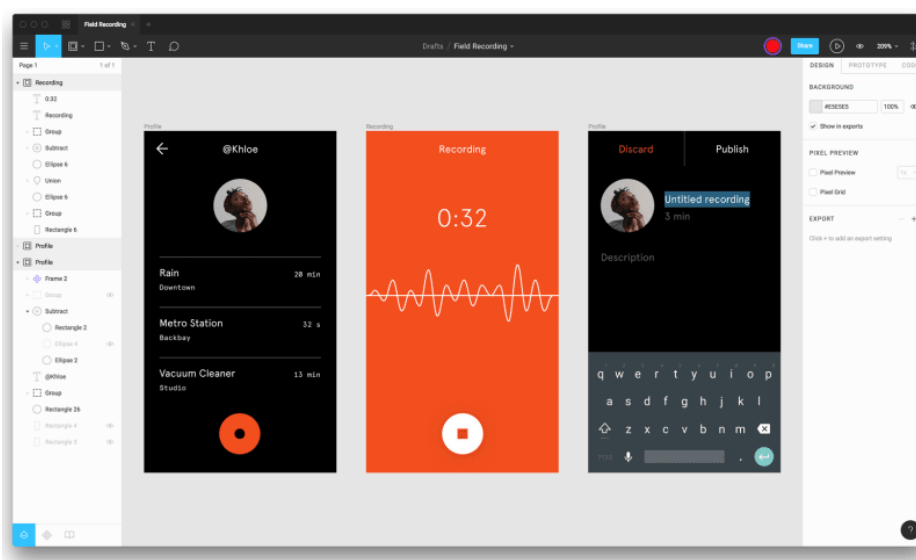 Field Recording
Drafts / Field Recording
Share
209%
Page 1
1 of 1
Recording
0:32
Recording
Group
Subtract
Ellipse 6
Union
Ellipse 6
Group
Rectangle 6
Profile
Profile
Frame 2
Group
Subtract
Rectangle 2
Ellipse 4
Ellipse 2
@Khloe
Group
Rectangle 26
Rectangle 4
Rectangle 3
Profile
@Khloe
Rain
20 min
Downtown
Metro Station
32 s
Backbay
Vacuum Cleaner
13 min
Studio
Recording
Recording
0:32
Profile
Discard
Publish
Untitled recording
3 min
Description
q w e r t y u i o p
a s d f g h j k l
z x c v b n m
?123
.
DESIGN
PROTOTYPE
COD
BACKGROUND
#E5E5E5
100%
Show in exports
PIXEL PREVIEW
Pixel Preview
1x
Pixel Grid
EXPORT
Click + to add an export setting
?